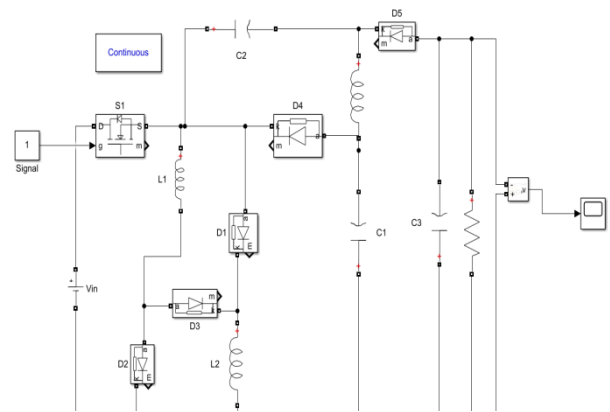 D5
C2
Continuous
S1
D4
D
S
g
m
k
a
m
1
Signal
L1
a
D1
k
E
C1
C3
-
+
v
m
a
k
D3
+
Vin
D2
a
k
E
L2